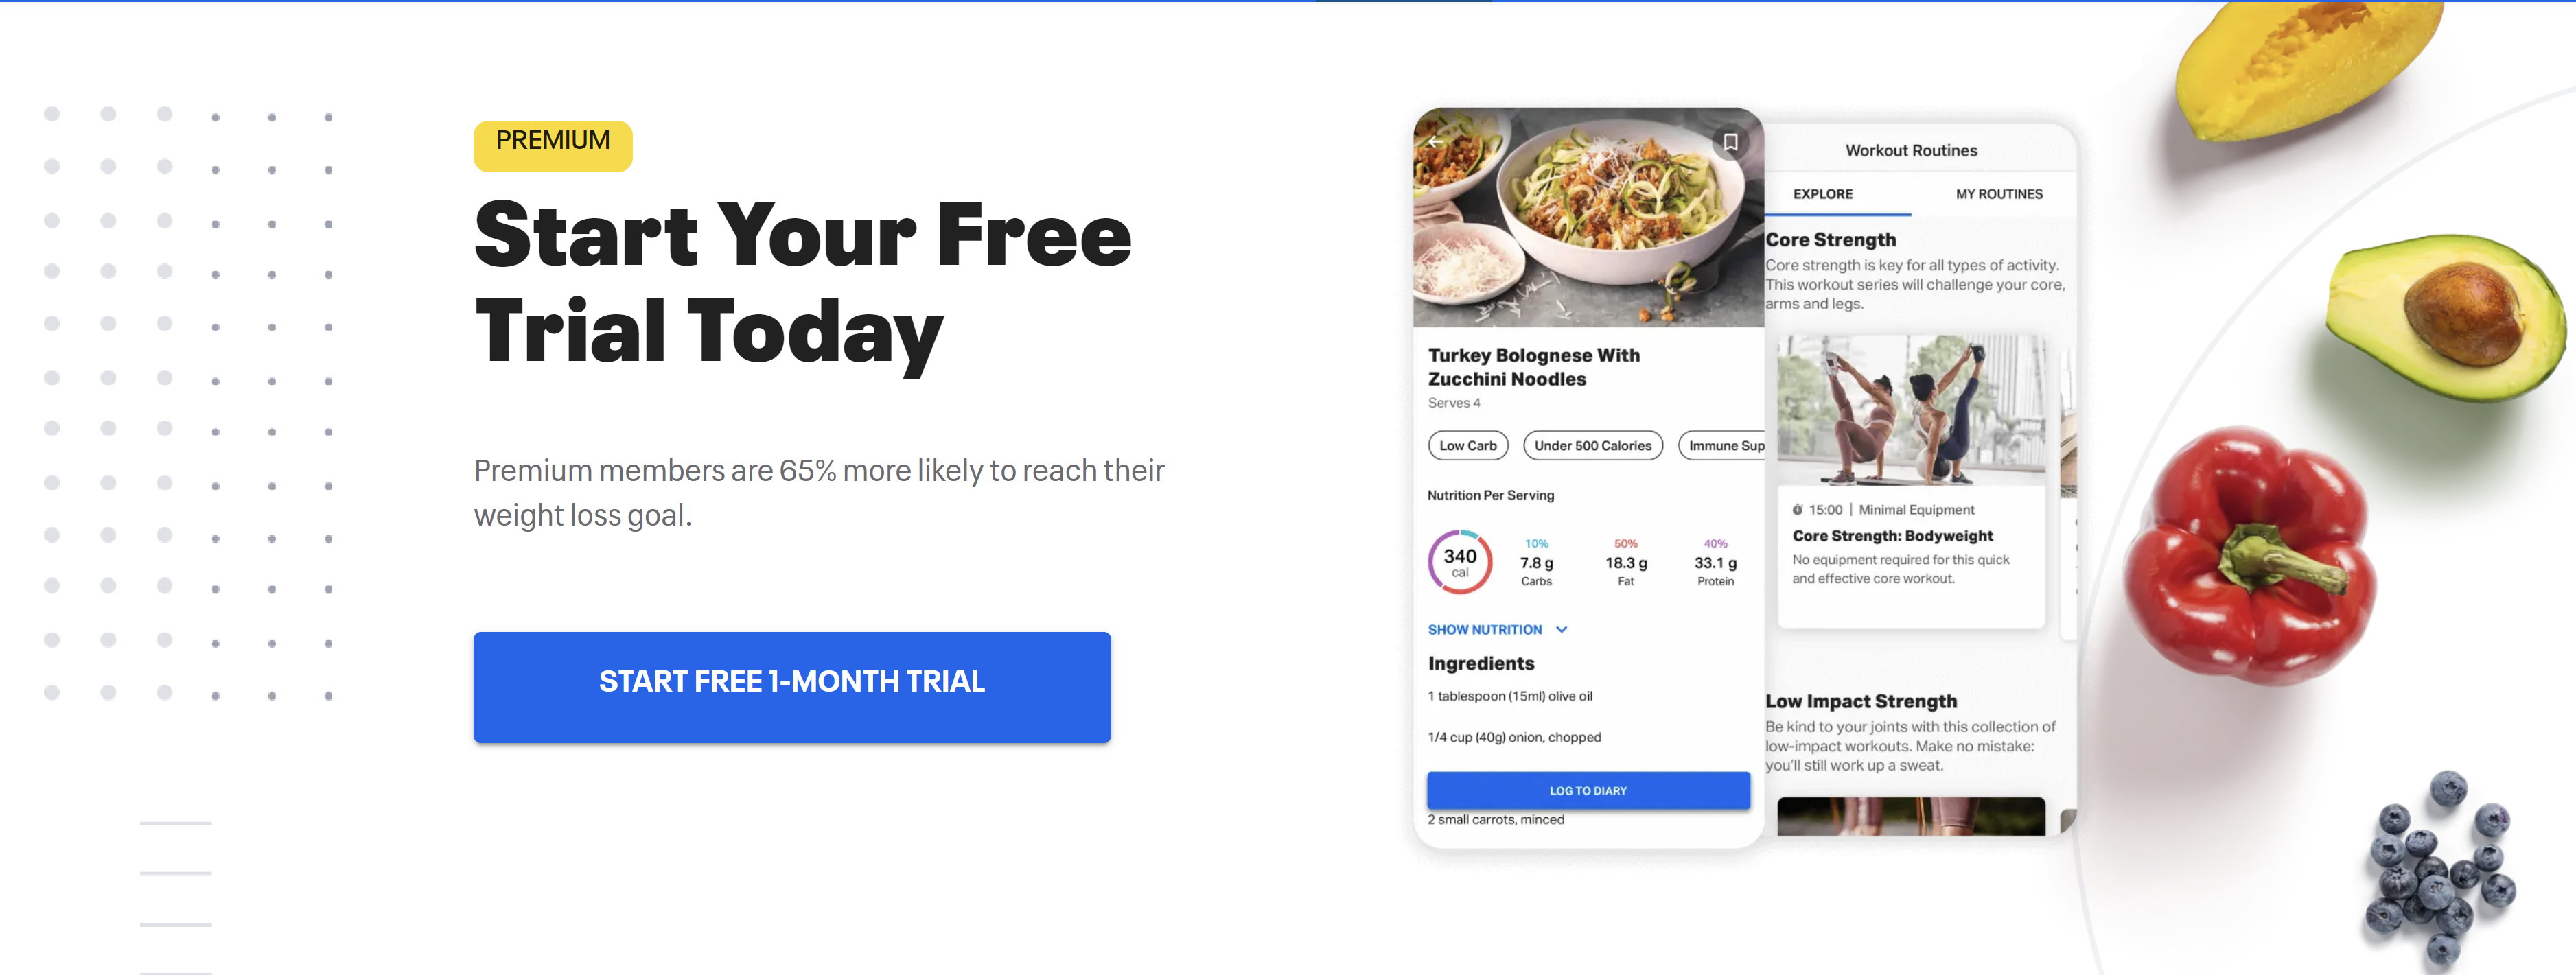 PREMIUM
Start Your Free
Trial Today
Premium members are 65% more likely to reach their
weight loss goal.
START FREE 1-MONTH TRIAL
Turkey Bolognese With
Zucchini Noodles
Serves 4
Low Carb
Under 500 Calories
Immune Sup
Nutrition Per Serving
340
cal
10%
7.8 g
Carbs
50%
18.3 g
Fat
40%
33.1 g
Protein
SHOW NUTRITION
Ingredients
1 tablespoon (15ml) olive oil
1/4 cup (40g) onion, chopped
LOG TO DIARY
2 small carrots, minced
Workout Routines
EXPLORE
MY ROUTINES
Core Strength
Core strength is key for all types of activity.
This workout series will challenge your core,
arms and legs.
15:00 | Minimal Equipment
Core Strength: Bodyweight
No equipment required for this quick
and effective core workout.
Low Impact Strength
Be kind to your joints with this collection of
low-impact workouts. Make no mistake:
you'll still work up a sweat.